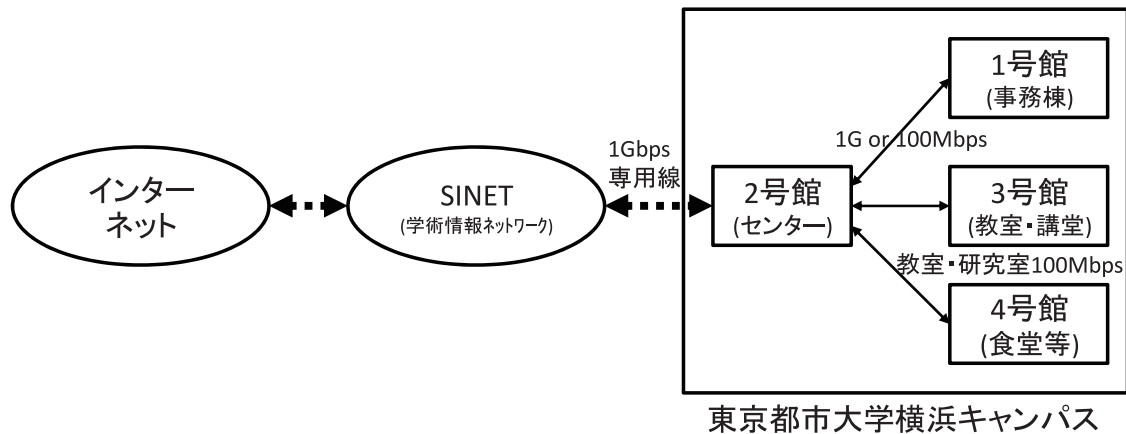 インター
ネット
SINET
(学術情報ネットワーク)
1Gbps
専用線
2号館
(センター)
1号館
(事務棟)
1G or 100Mbps
3号館
(教室・講堂)
教室・研究室100Mbps
4号館
(食堂等)
東京都市大学横浜キャンパス